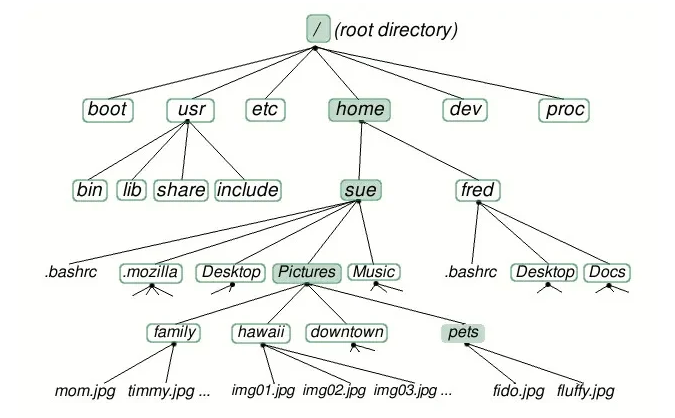 / (root directory)
boot usr etc home dev proc
bin lib share include sue fred
.bashrc .mozilla Desktop Pictures Music .bashrc Desktop Docs
family hawaii downtown pets
mom.jpg timmy.jpg ... img01.jpg img02.jpg img03.jpg ... fido.jpg fluffy.jpg